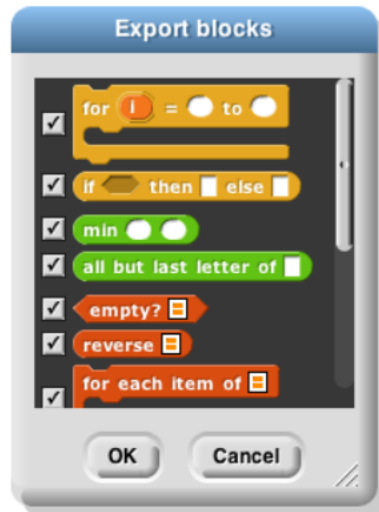 Export blocks
for i = to
if then else
min
all but last letter of
empty?
reverse
for each item of
OK Cancel